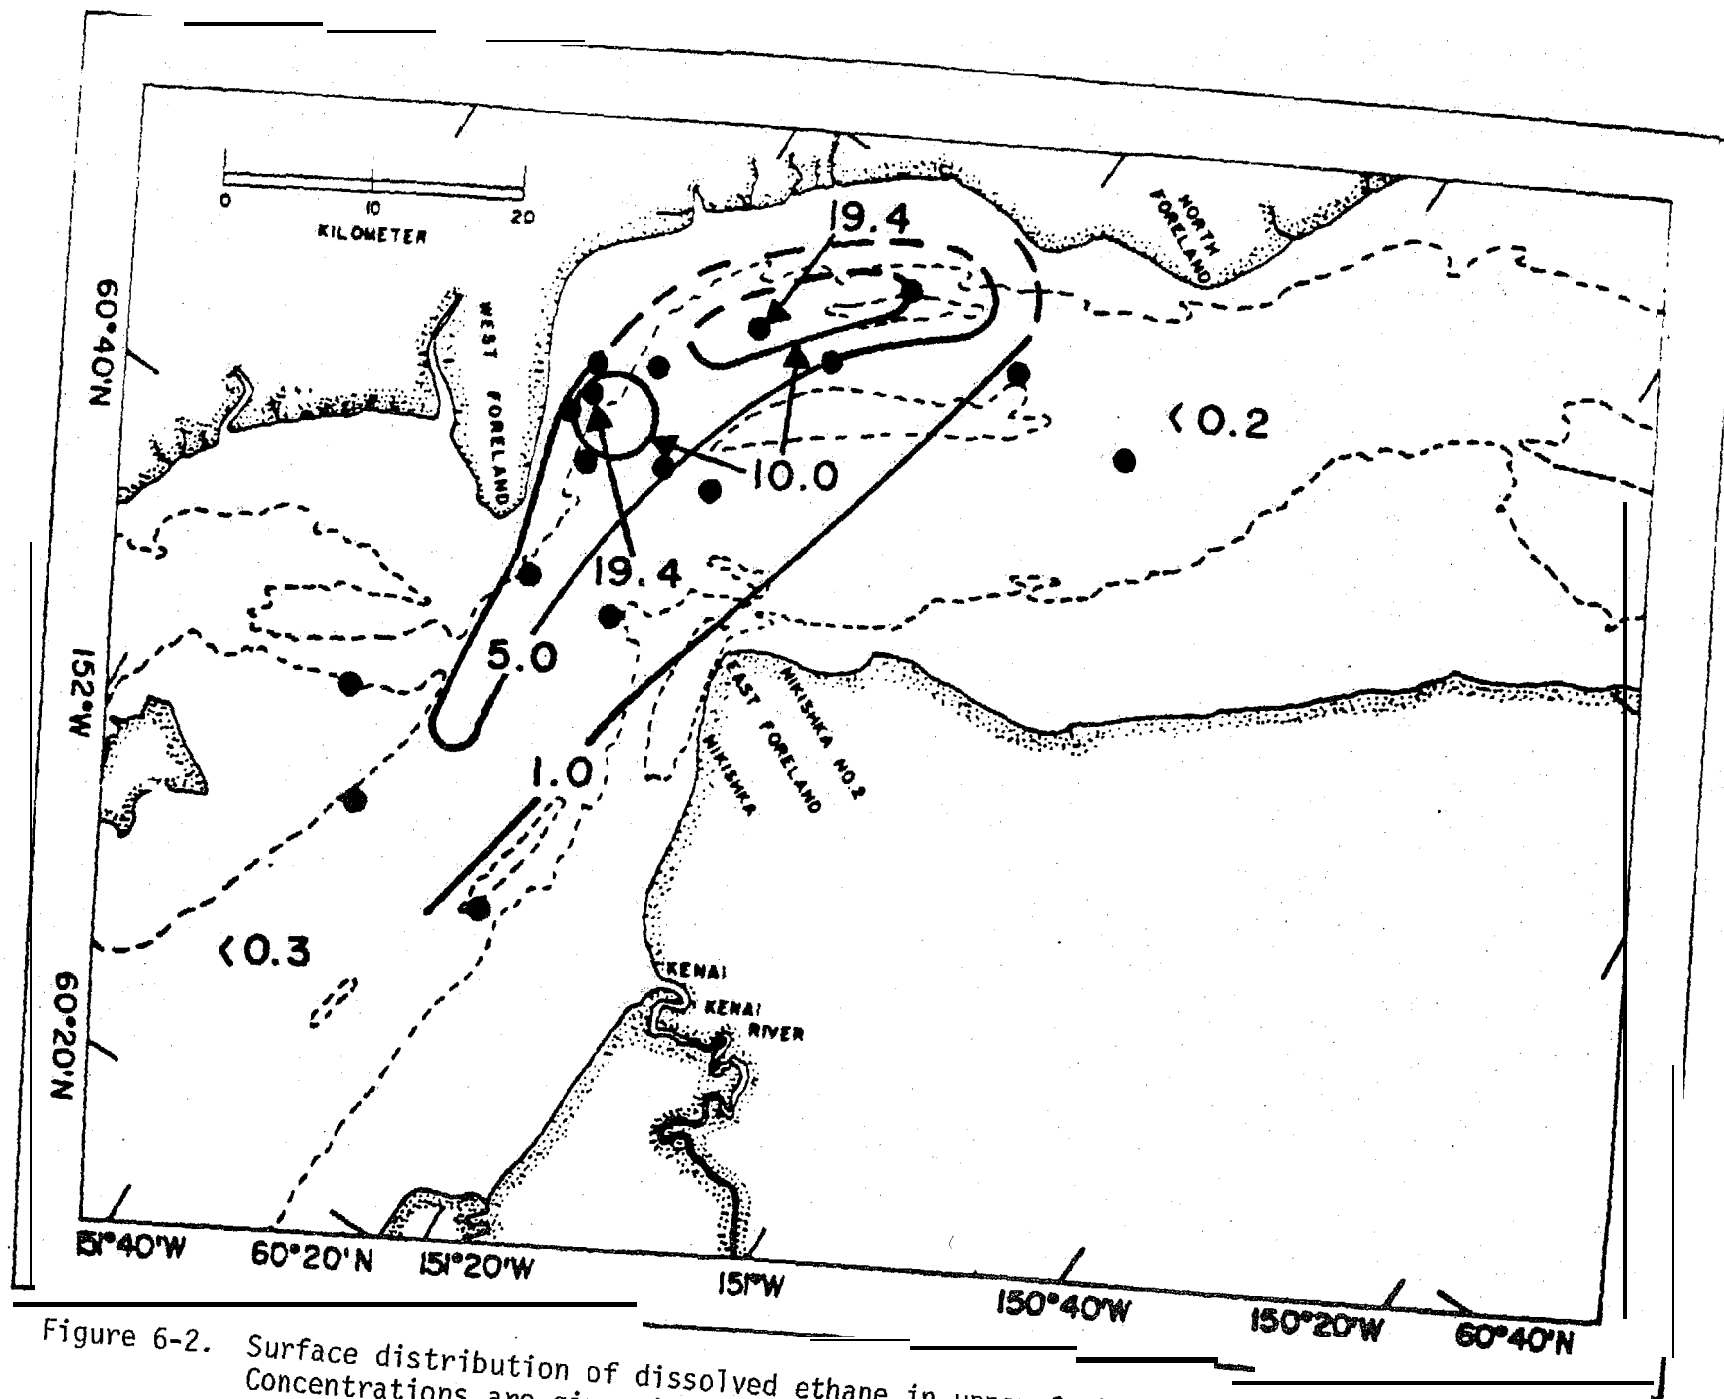 0 10 20
KILOMETER
NORTH
FORELAND
19.4
60°40'N
WEST FORELAND
<0.2
10.0
19.4
5.0
152°W
1.0
EAST FORELAND
NIKISHKA NO.2
NIKISHKA
<0.3
KENAI
KENAI
RIVER
60°20'N
151°40'W 60°20'N 151°20'W 151°W 150°40'W 150°20'W 60°40'N
Figure 6-2. Surface distribution of dissolved ethane in upper
Concentrations are